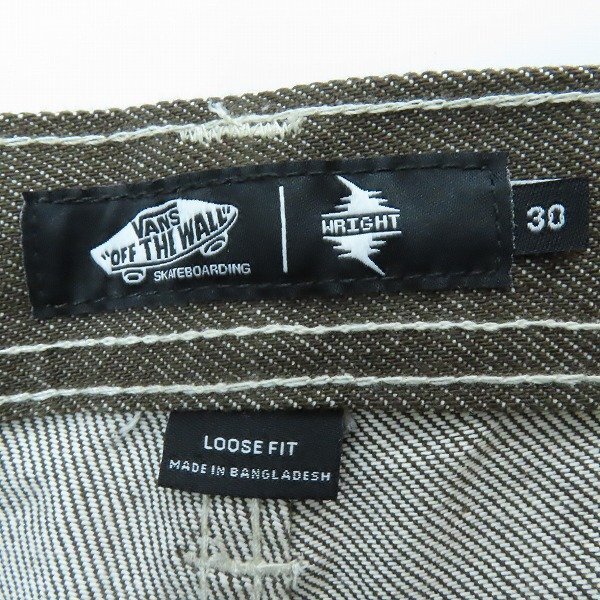 VANS
"OFF THE WALL"
SKATEBOARDING
WRIGHT
30
LOOSE FIT
MADE IN BANGLADESH